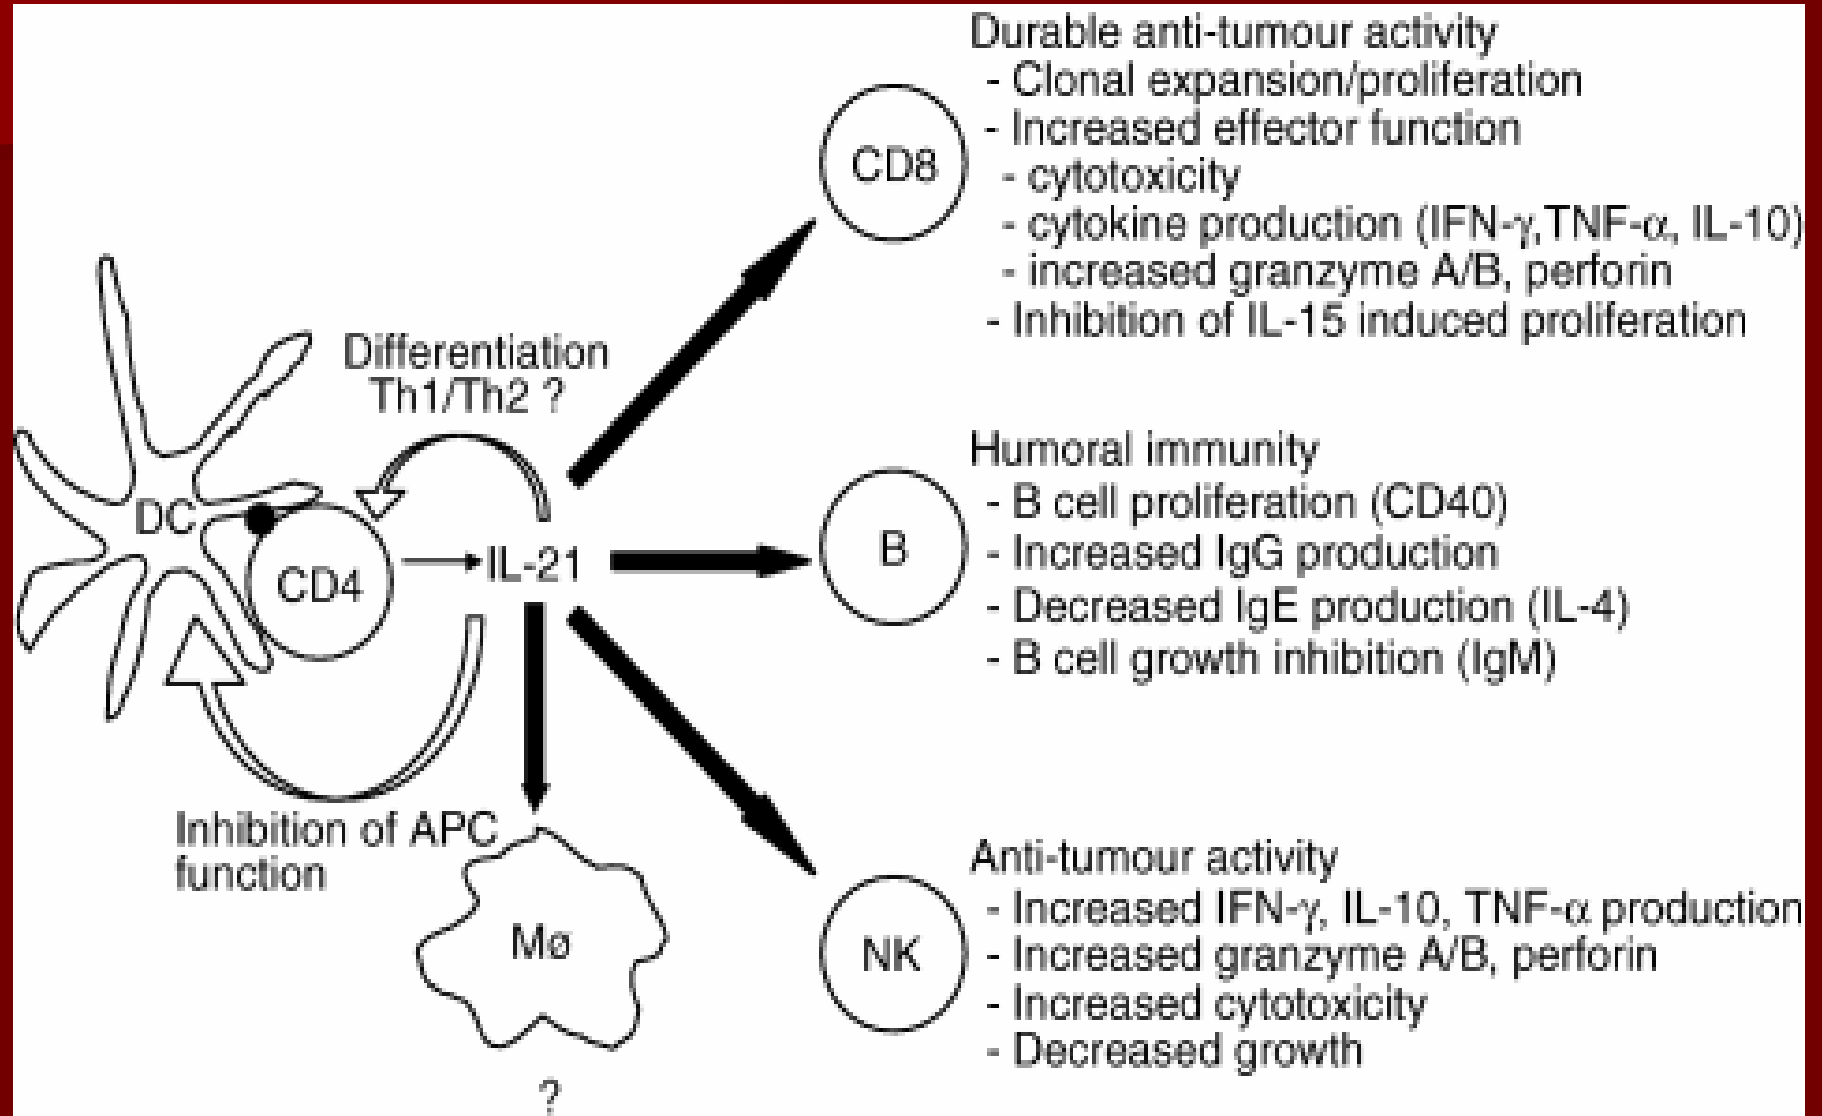 Durable anti-tumour activity
- Clonal expansion/proliferation
- Increased effector function
- cytotoxicity
- cytokine production (IFN-γ,TNF-α, IL-10)
- increased granzyme A/B, perforin
- Inhibition of IL-15 induced proliferation
CD8
Differentiation
Th1/Th2 ?
DC
CD4
IL-21
B
Humoral immunity
- B cell proliferation (CD40)
- Increased IgG production
- Decreased IgE production (IL-4)
- B cell growth inhibition (IgM)
Inhibition of APC
function
Mø
?
NK
Anti-tumour activity
- Increased IFN-γ, IL-10, TNF-α production
- Increased granzyme A/B, perforin
- Increased cytotoxicity
- Decreased growth